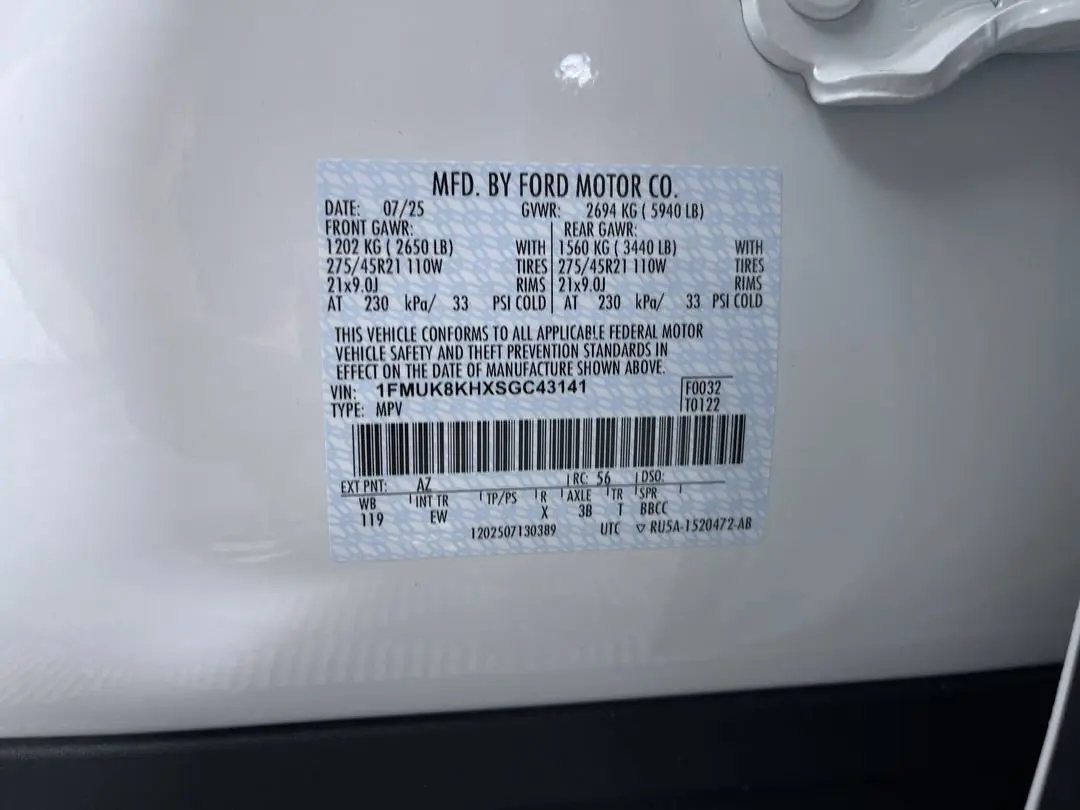 MFD. BY FORD MOTOR CO.
DATE: 07/25 GVWR: 2694 KG ( 5940 LB)
FRONT GAWR: REAR GAWR:
1202 KG ( 2650 LB) WITH 1560 KG ( 3440 LB) WITH
275/45R21 110W TIRES 275/45R21 110W TIRES
21x9.0J RIMS 21x9.0J RIMS
AT 230 kPa/ 33 PSI COLD AT 230 kPa/ 33 PSI COLD
THIS VEHICLE CONFORMS TO ALL APPLICABLE FEDERAL MOTOR
VEHICLE SAFETY AND THEFT PREVENTION STANDARDS IN
EFFECT ON THE DATE OF MANUFACTURE SHOWN ABOVE.
VIN: 1FMUK8KHXSGC43141 F0032
TYPE: MPV T0122
EXT PNT: AZ RC: 56 DSO:
WB INT TR TP/PS R AXLE TR SPR
119 EW X 3B T BBCC
1202507130389 UTC ▽ RU5A-1520472-AB